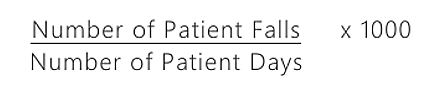 Number of Patient Falls x 1000
Number of Patient Days